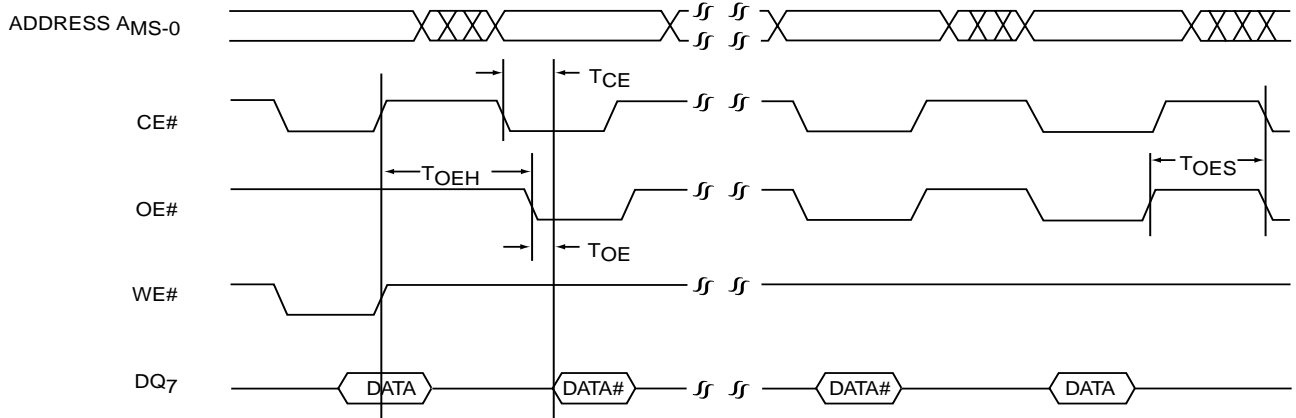 ADDRESS AMS-0
TCE
CE#
TOEH
TOES
OE#
TOE
WE#
DQ7
DATA
DATA#
DATA#
DATA